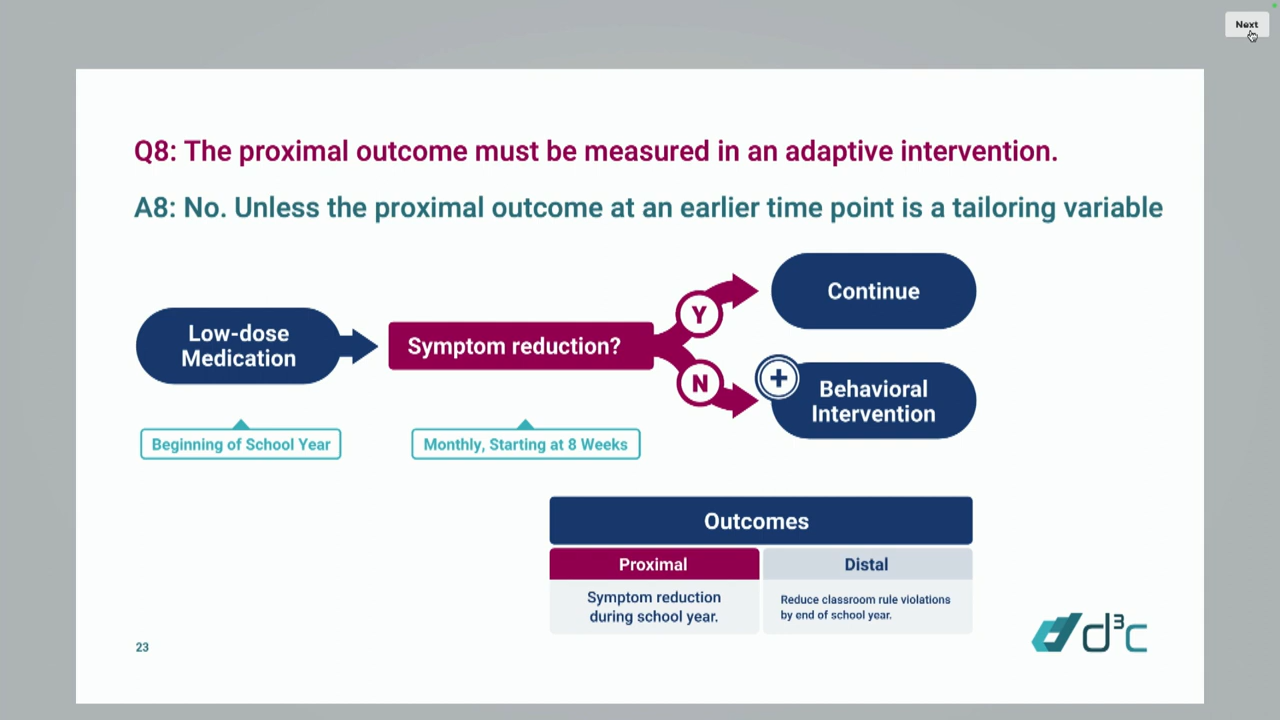 Next
Q8: The proximal outcome must be measured in an adaptive intervention.
A8: No. Unless the proximal outcome at an earlier time point is a tailoring variable
Low-dose
Medication
Symptom reduction?
Y
N
Continue
+
Behavioral
Intervention
Beginning of School Year
Monthly, Starting at 8 Weeks
Outcomes
Proximal
Distal
Symptom reduction
during school year.
Reduce classroom rule violations
by end of school year.
23
d³c